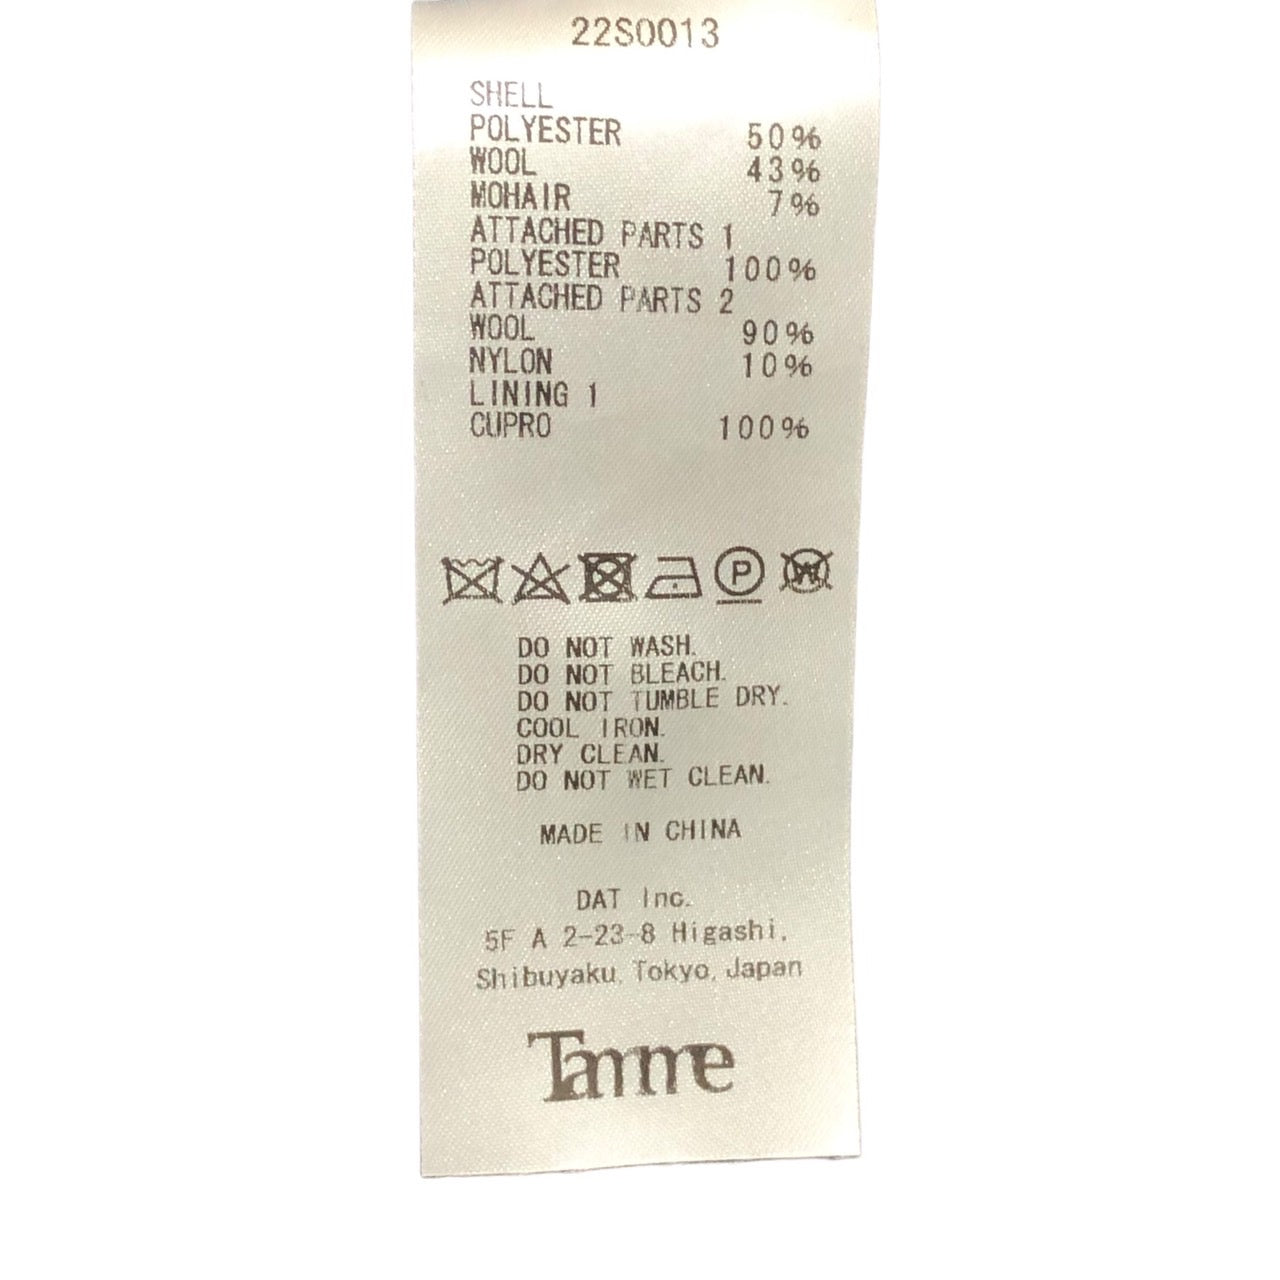 22S0013
SHELL
POLYESTER 50%
WOOL 43%
MOHAIR 7%
ATTACHED PARTS 1
POLYESTER 100%
ATTACHED PARTS 2
WOOL 90%
NYLON 10%
LINING 1
CUPRO 100%
P W
DO NOT WASH.
DO NOT BLEACH.
DO NOT TUMBLE DRY.
COOL IRON.
DRY CLEAN.
DO NOT WET CLEAN.
MADE IN CHINA
DAT Inc.
5F A 2-23-8 Higashi,
Shibuyaku, Tokyo, Japan
Tamme